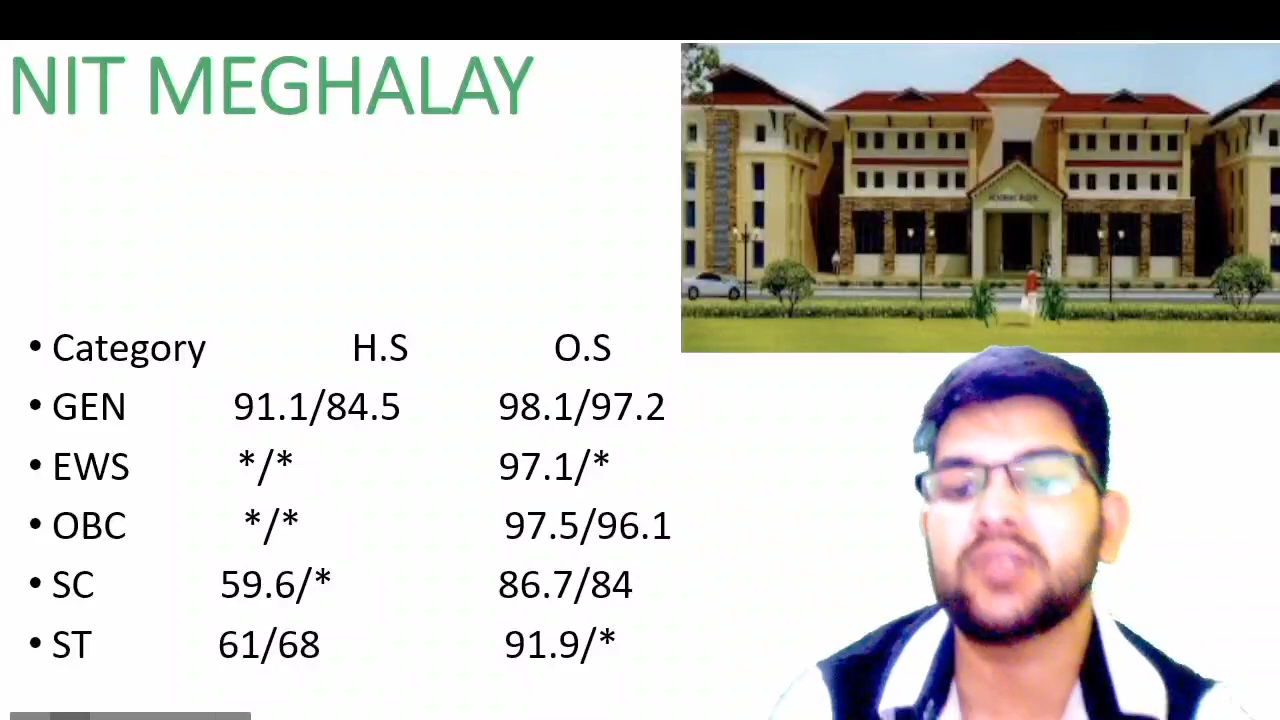 NIT MEGHALAY
• Category H.S O.S
• GEN 91.1/84.5 98.1/97.2
• EWS */* 97.1/*
• OBC */* 97.5/96.1
• SC 59.6/* 86.7/84
• ST 61/68 91.9/*